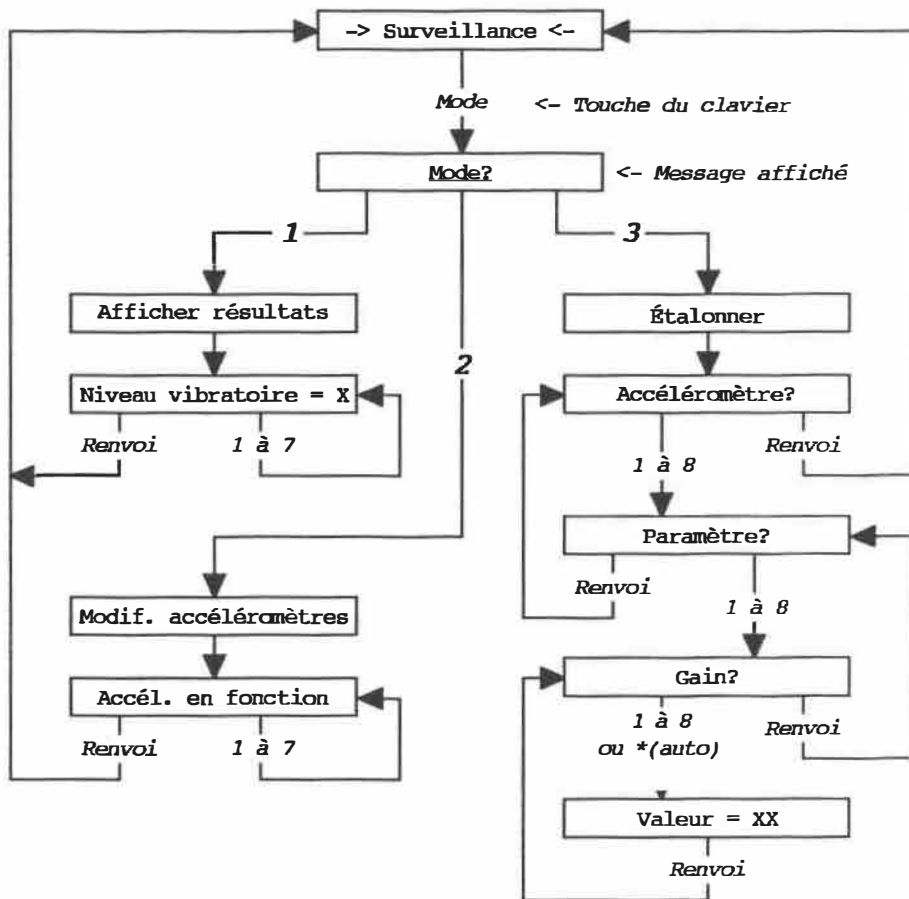 -> Surveillance <-
Mode <- Touche du clavier
Mode? <- Message affiché
1 3
Afficher résultats Étalonner
2
Niveau vibratoire = X Accéléromètre?
Renvoi 1 à 7 1 à 8 Renvoi
Paramètre?
Renvoi 1 à 8
Modif. accéléromètres
Accél. en fonction Gain?
Renvoi 1 à 7 1 à 8 Renvoi
ou *(auto)
Valeur = XX
Renvoi